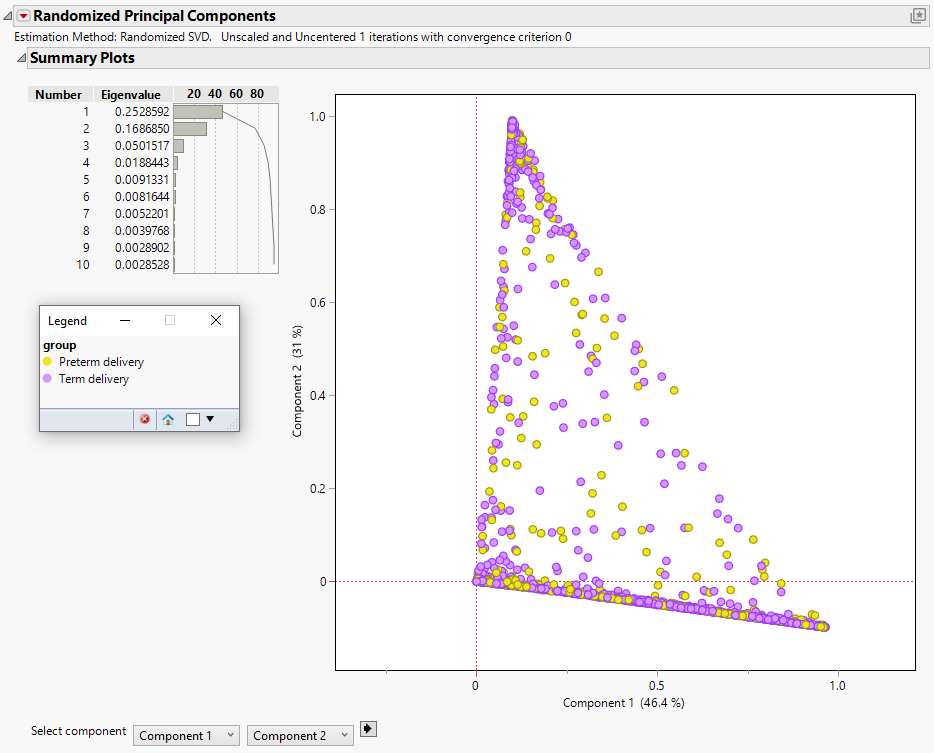 Randomized Principal Components
Estimation Method: Randomized SVD. Unscaled and Uncentered 1 iterations with convergence criterion 0
Summary Plots
Number Eigenvalue 20 40 60 80
1 0.2528592
2 0.1686850
3 0.0501517
4 0.0188443
5 0.0091331
6 0.0081644
7 0.0052201
8 0.0039768
9 0.0028902
10 0.0028528
Legend
group
Preterm delivery
Term delivery
Component 2 (31 %)
1.0
0.8
0.6
0.4
0.2
0
0 0.5 1.0
Component 1 (46.4 %)
Select component Component 1 Component 2